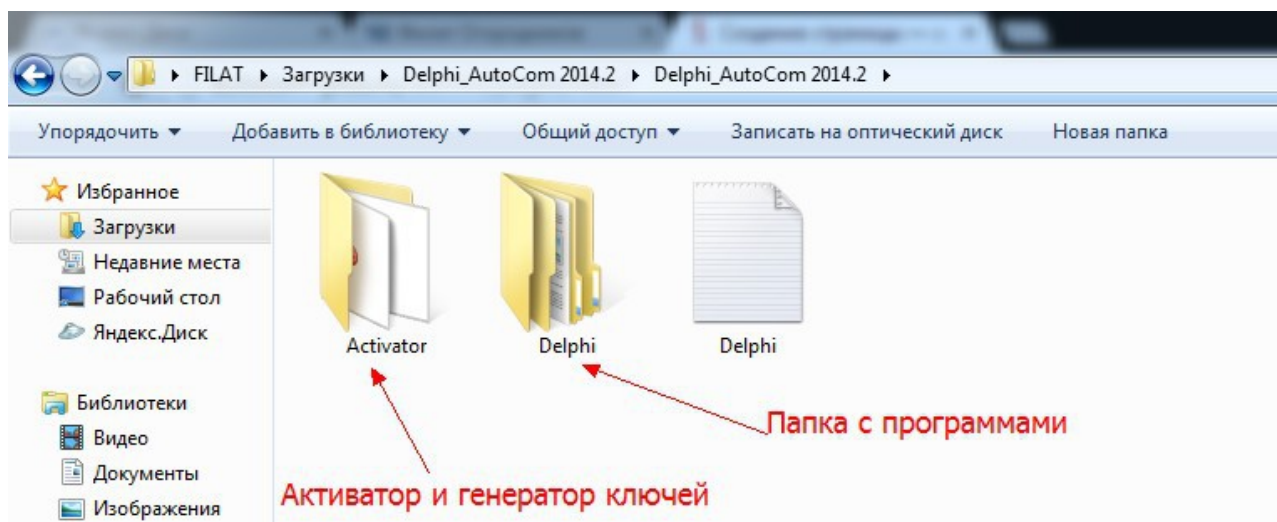 FILAT ▸ Загрузки ▸ Delphi_AutoCom 2014.2 ▸ Delphi_AutoCom 2014.2 ▸
Упорядочить ▼ Добавить в библиотеку ▼ Общий доступ ▼ Записать на оптический диск Новая папка
Избранное
Загрузки
Недавние места
Рабочий стол
Яндекс.Диск
Библиотеки
Видео
Документы
Изображения
Activator
Delphi
Delphi
Папка с программами
Активатор и генератор ключей